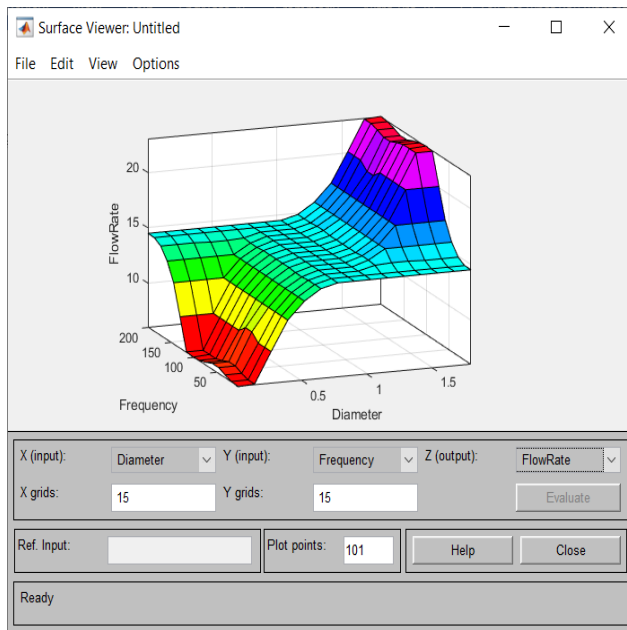 Surface Viewer: Untitled
File Edit View Options
20
15
10
FlowRate
200
150
100
50
Frequency
0.5
1
1.5
Diameter
X (input): Diameter Y (input): Frequency Z (output): FlowRate
X grids: 15 Y grids: 15 Evaluate
Ref. Input: Plot points: 101 Help Close
Ready